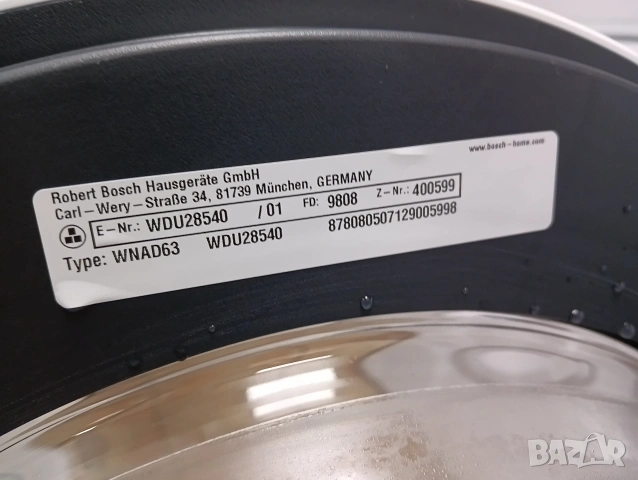 www.bosch-home.com
Robert Bosch Hausgeräte GmbH
Carl-Wery-Straße 34, 81739 München, GERMANY
E-Nr.: WDU28540 /01 FD: 9808 Z-Nr.: 400599
Type: WNAD63 WDU28540 878080507129005998
BAZAR